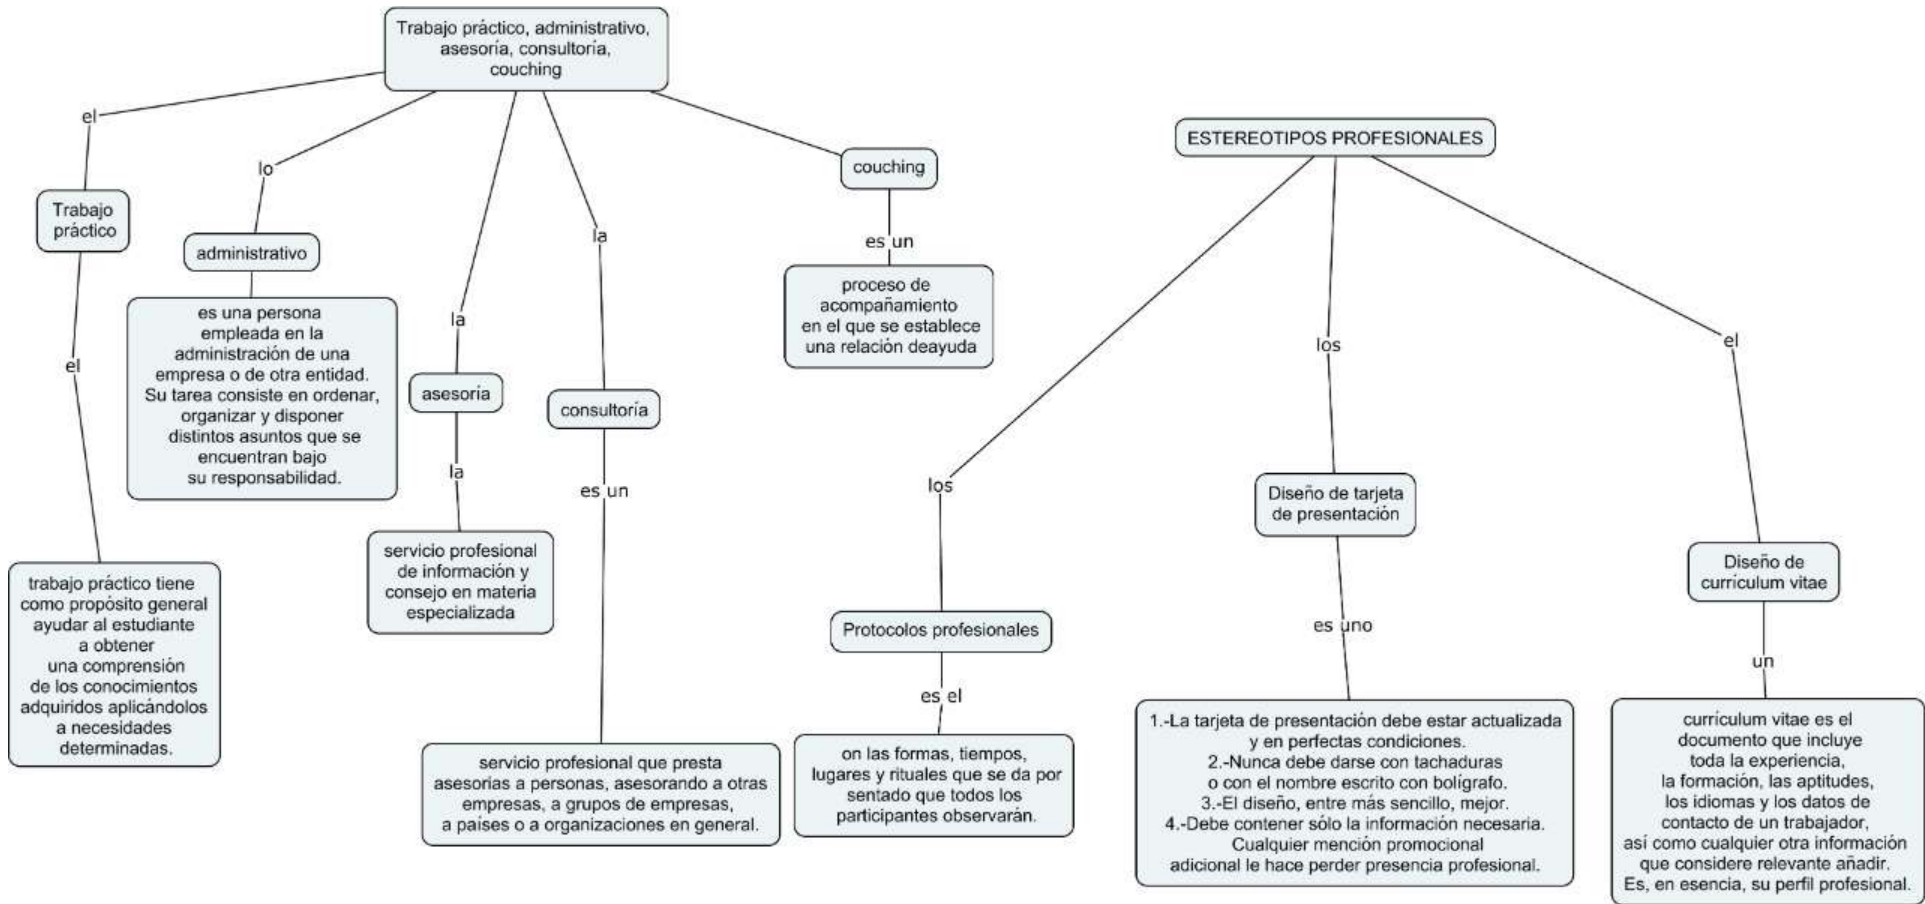 Trabajo práctico, administrativo,
asesoría, consultoría,
couching
el
Trabajo
práctico
el
trabajo práctico tiene
como propósito general
ayudar al estudiante
a obtener
una comprensión
de los conocimientos
adquiridos aplicándolos
a necesidades
determinadas.
lo
administrativo
es una persona
empleada en la
administración de una
empresa o de otra entidad.
Su tarea consiste en ordenar,
organizar y disponer
distintos asuntos que se
encuentran bajo
su responsabilidad.
la
asesoría
la
servicio profesional
de información y
consejo en materia
especializada
la
consultoría
es un
servicio profesional que presta
asesorías a personas, asesorando a otras
empresas, a grupos de empresas,
a países o a organizaciones en general.
couching
es un
proceso de
acompañamiento
en el que se establece
una relación deayuda
ESTEREOTIPOS PROFESIONALES
los
Protocolos profesionales
es el
on las formas, tiempos,
lugares y rituales que se da por
sentado que todos los
participantes observarán.
los
Diseño de tarjeta
de presentación
es uno
1.-La tarjeta de presentación debe estar actualizada
y en perfectas condiciones.
2.-Nunca debe darse con tachaduras
o con el nombre escrito con bolígrafo.
3.-El diseño, entre más sencillo, mejor.
4.-Debe contener sólo la información necesaria.
Cualquier mención promocional
adicional le hace perder presencia profesional.
el
Diseño de
currículum vitae
un
currículum vitae es el
documento que incluye
toda la experiencia,
la formación, las aptitudes,
los idiomas y los datos de
contacto de un trabajador,
así como cualquier otra información
que considere relevante añadir.
Es, en esencia, su perfil profesional.